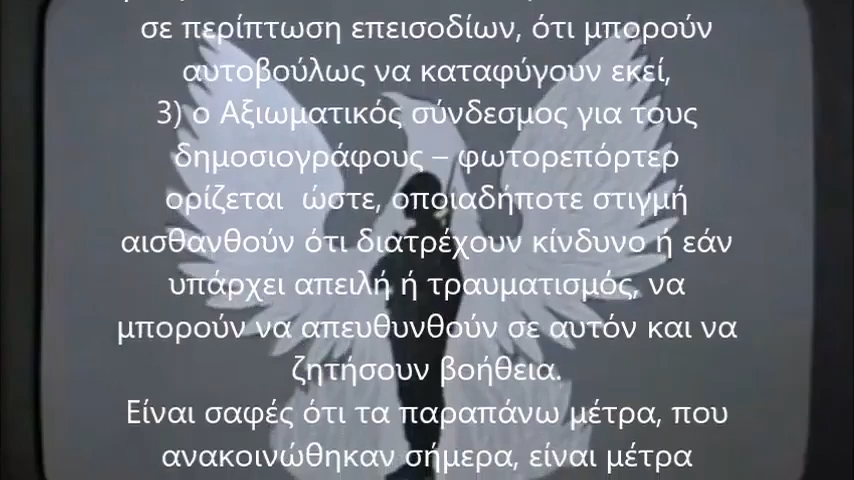 σε περίπτωση επεισοδίων, ότι μπορούν
αυτοβούλως να καταφύγουν εκεί,
3) ο Αξιωματικός σύνδεσμος για τους
δημοσιογράφους – φωτορεπόρτερ
ορίζεται ώστε, οποιαδήποτε στιγμή
αισθανθούν ότι διατρέχουν κίνδυνο ή εάν
υπάρχει απειλή ή τραυματισμός, να
μπορούν να απευθυνθούν σε αυτόν και να
ζητήσουν βοήθεια.
Είναι σαφές ότι τα παραπάνω μέτρα, που
ανακοινώθηκαν σήμερα, είναι μέτρα